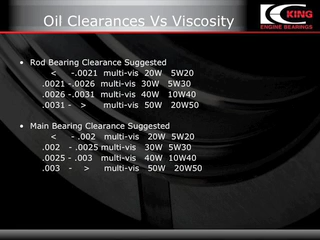 Oil Clearances Vs Viscosity
KING
ENGINE BEARINGS
• Rod Bearing Clearance Suggested
< -.0021 multi-vis 20W 5W20
.0021 -.0026 multi-vis 30W 5W30
.0026 -.0031 multi-vis 40W 10W40
.0031 - > multi-vis 50W 20W50
• Main Bearing Clearance Suggested
< - .002 multi-vis 20W 5W20
.002 - .0025 multi-vis 30W 5W30
.0025 - .003 multi-vis 40W 10W40
.003 - > multi-vis 50W 20W50